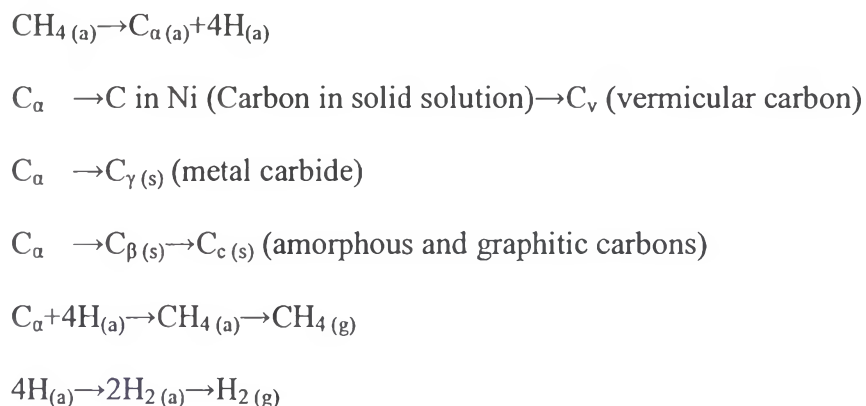 CH₄ (a)→Cα (a)+4H(a)
Cα →C in Ni (Carbon in solid solution)→Cᵥ (vermicular carbon)
Cα →Cγ (s) (metal carbide)
Cα →Cβ (s)→Cc (s) (amorphous and graphitic carbons)
Cα+4H(a)→CH₄ (a)→CH₄ (g)
4H(a)→2H₂ (a)→H₂ (g)